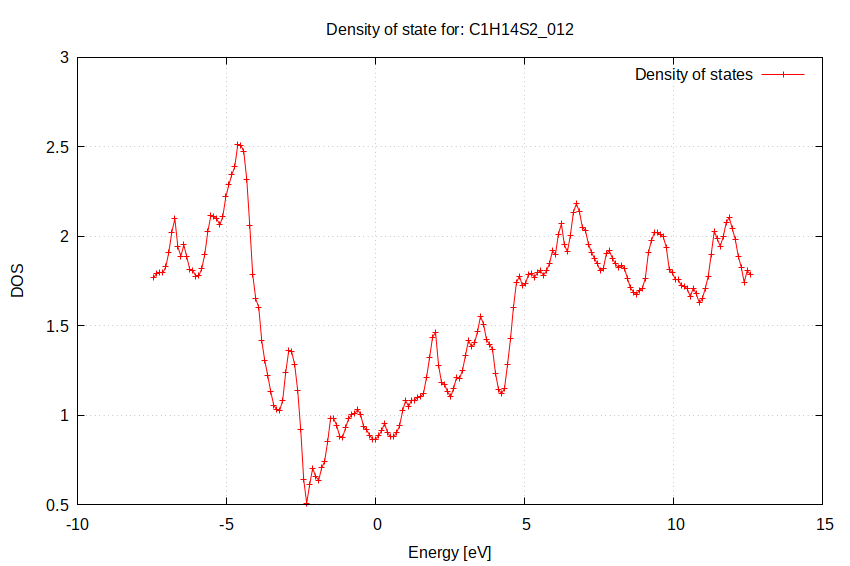 Density of state for: C1H14S2_012
Density of states
3
2.5
2
1.5
1
0.5
DOS
-10 -5 0 5 10 15
Energy [eV]